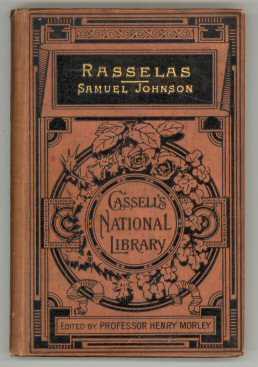 RASSELAS
SAMUEL JOHNSON
CASSELL'S
NATIONAL
LIBRARY
EDITED BY PROFESSOR HENRY MORLEY